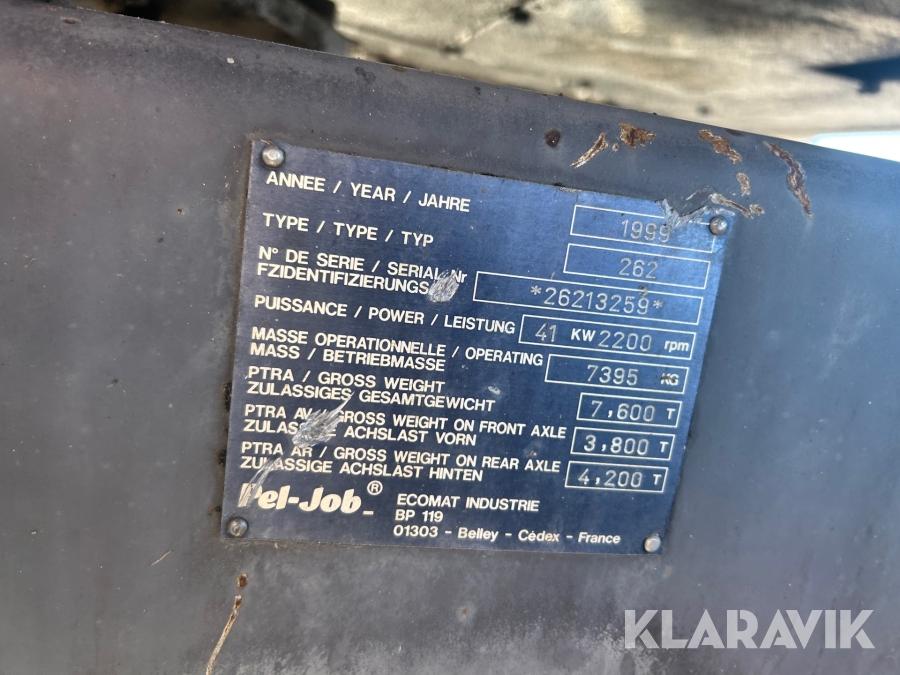 ANNEE / YEAR / JAHRE 1999
TYPE / TYPE / TYP 262
N° DE SERIE / SERIAL Nr
FZIDENTIFIZIERUNGS *26213259*
PUISSANCE / POWER / LEISTUNG 41 KW 2200 rpm
MASSE OPERATIONNELLE / OPERATING
MASS / BETRIEBMASSE 7395 KG
PTRA / GROSS WEIGHT
ZULASSIGES GESAMTGEWICHT 7,600 T
PTRA AV / GROSS WEIGHT ON FRONT AXLE
ZULASSIGE ACHSLAST VORN 3,800 T
PTRA AR / GROSS WEIGHT ON REAR AXLE
ZULASSIGE ACHSLAST HINTEN 4,200 T
Pel-Job ® ECOMAT INDUSTRIE
BP 119
01303 - Belley - Cédex - France
KLARAVIK